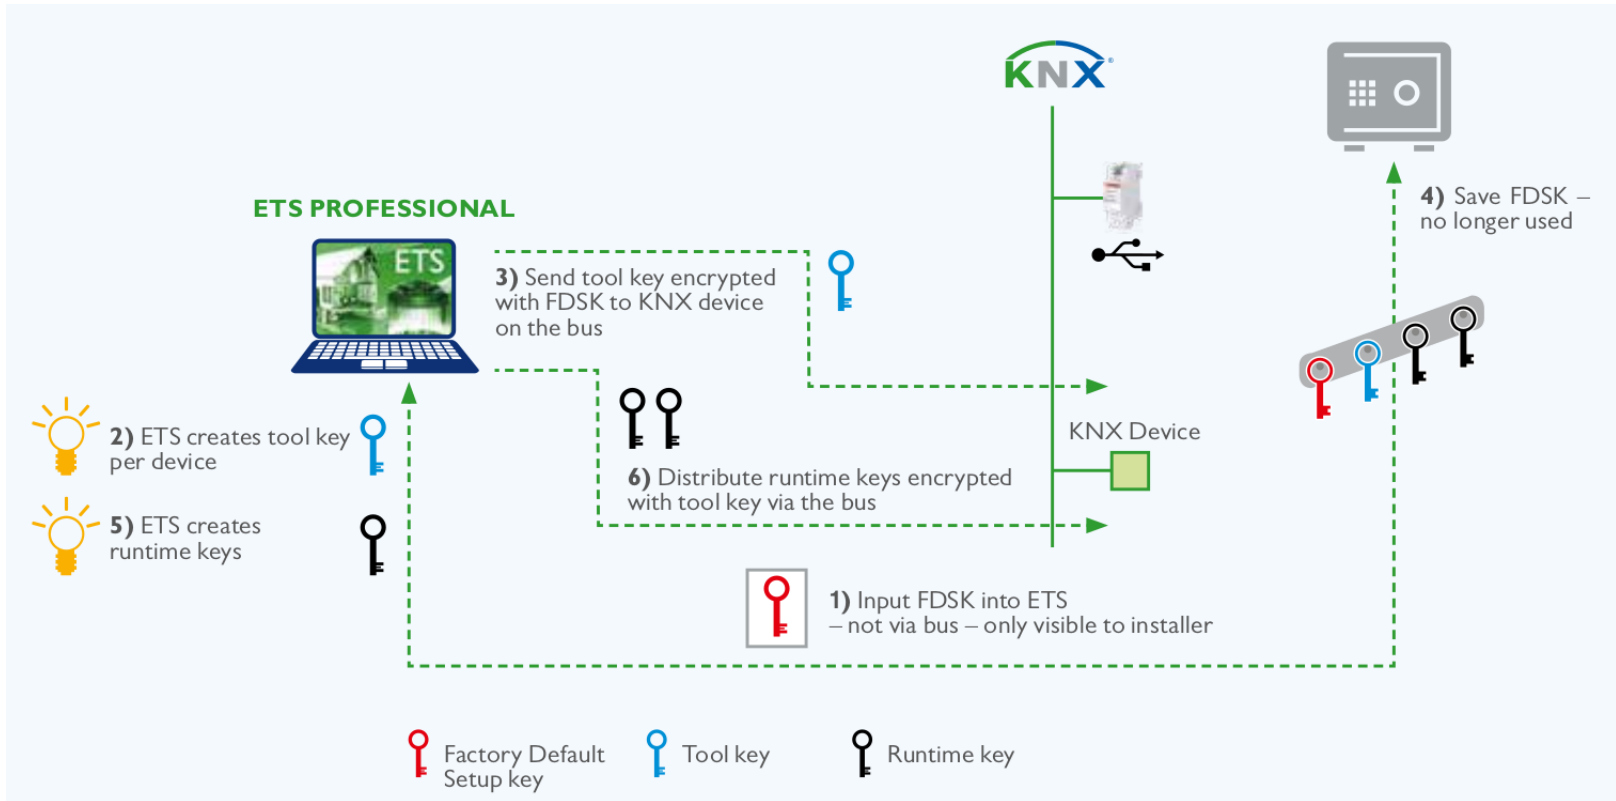 KNX®
4) Save FDSK –
no longer used
ETS PROFESSIONAL
ETS
3) Send tool key encrypted
with FDSK to KNX device
on the bus
2) ETS creates tool key
per device
KNX Device
6) Distribute runtime keys encrypted
with tool key via the bus
5) ETS creates
runtime keys
1) Input FDSK into ETS
– not via bus – only visible to installer
Factory Default
Setup key
Tool key
Runtime key